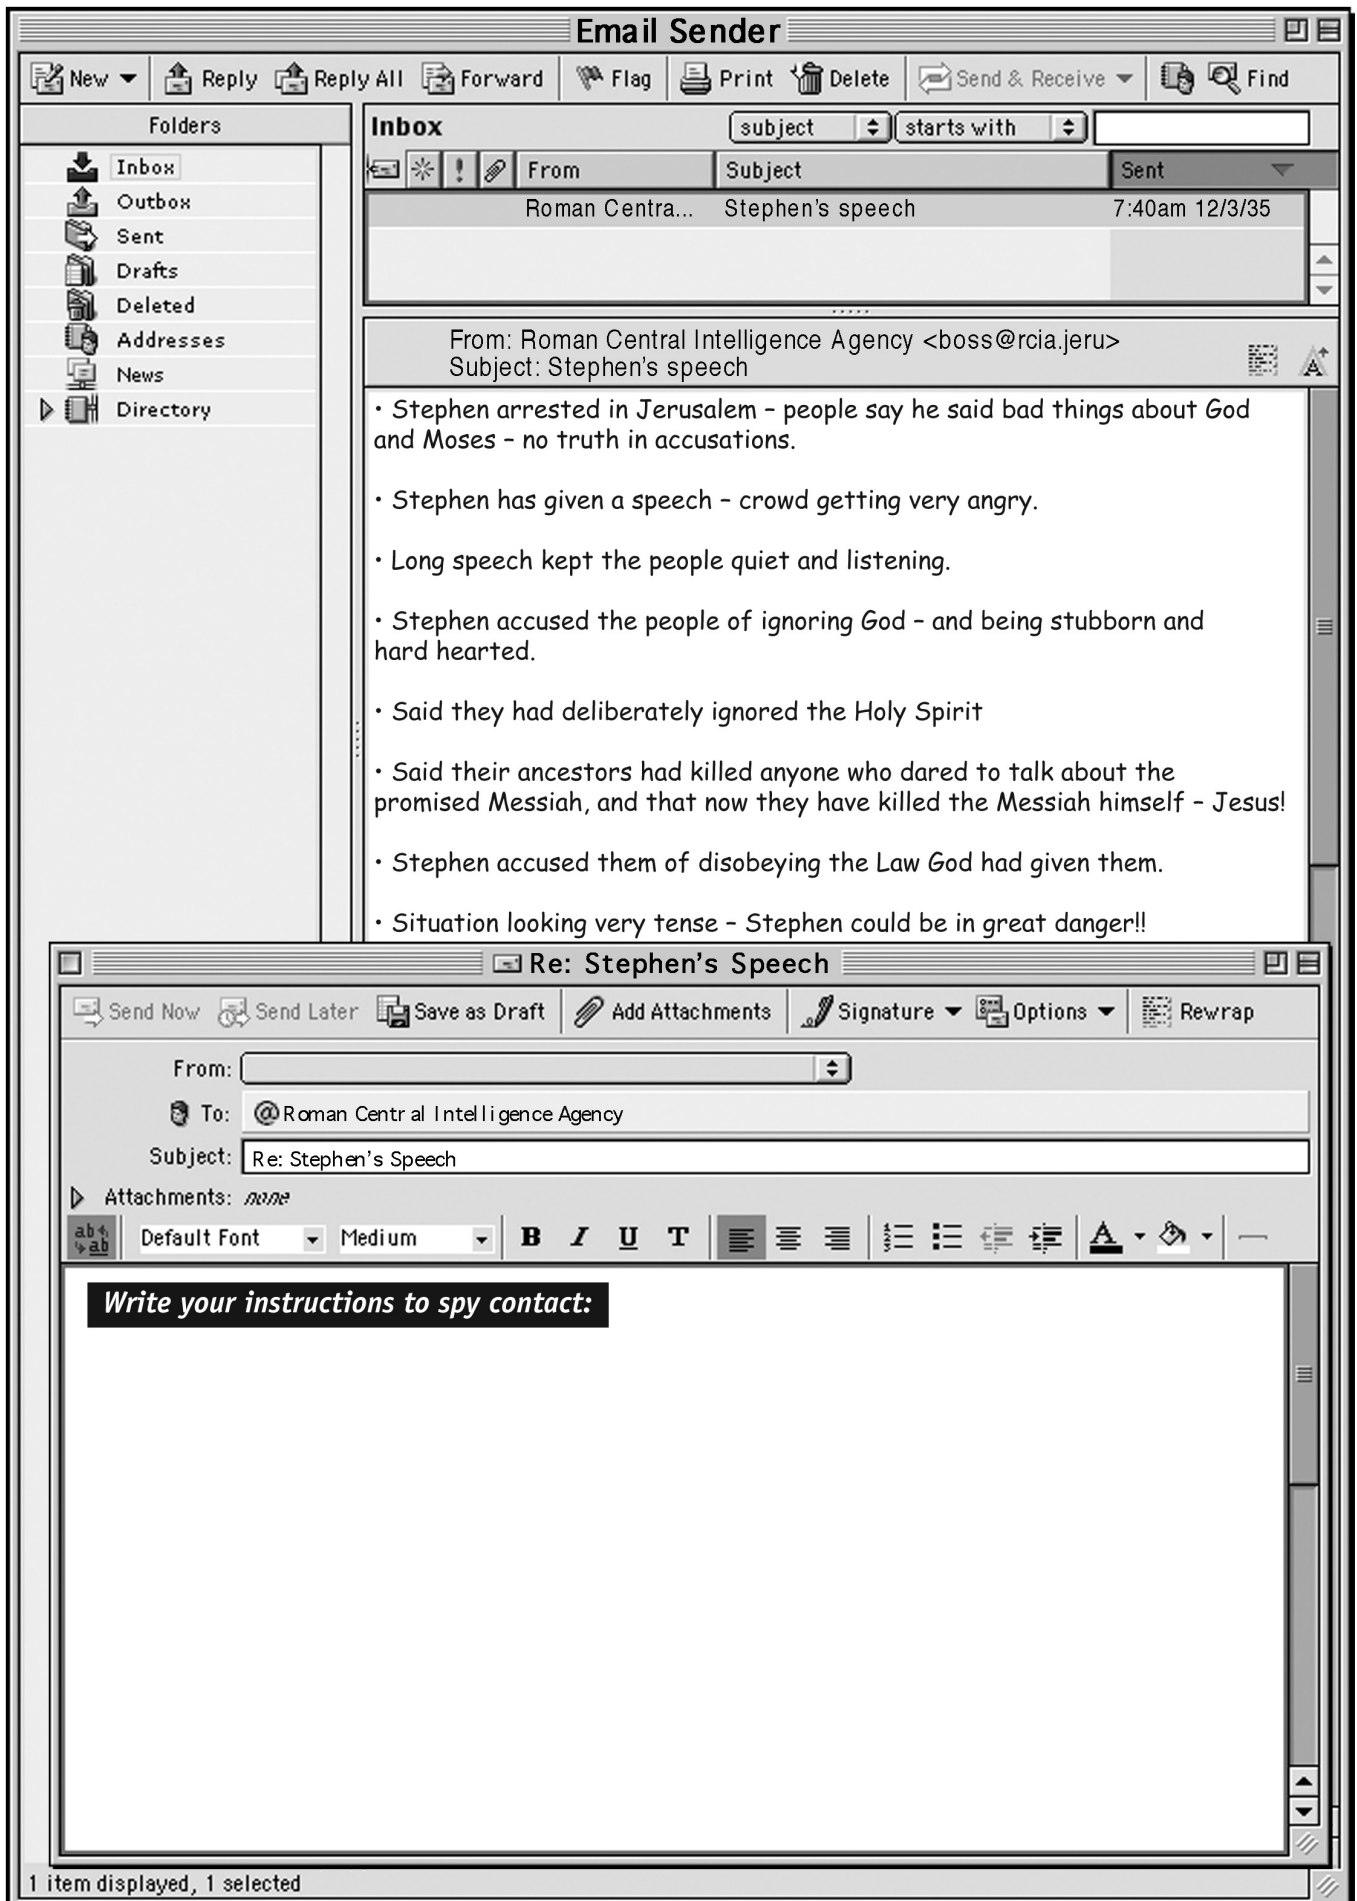 Email Sender
New Reply Reply All Forward Flag Print Delete Send & Receive Find
Folders
Inbox subject starts with
Inbox
Outbox
Sent
Drafts
Deleted
Addresses
News
Directory
! From Subject Sent
Roman Centra... Stephen's speech 7:40am 12/3/35
From: Roman Central Intelligence Agency <boss@rcia.jeru>
Subject: Stephen's speech
• Stephen arrested in Jerusalem – people say he said bad things about God
and Moses – no truth in accusations.
• Stephen has given a speech – crowd getting very angry.
• Long speech kept the people quiet and listening.
• Stephen accused the people of ignoring God – and being stubborn and
hard hearted.
• Said they had deliberately ignored the Holy Spirit
• Said their ancestors had killed anyone who dared to talk about the
promised Messiah, and that now they have killed the Messiah himself – Jesus!
• Stephen accused them of disobeying the Law God had given them.
• Situation looking very tense – Stephen could be in great danger!!
Re: Stephen's Speech
Send Now Send Later Save as Draft Add Attachments Signature Options Rewrap
From:
To: @Roman Central Intelligence Agency
Subject: Re: Stephen's Speech
Attachments: none
ab ab Default Font Medium B I U T A
Write your instructions to spy contact:
1 item displayed, 1 selected